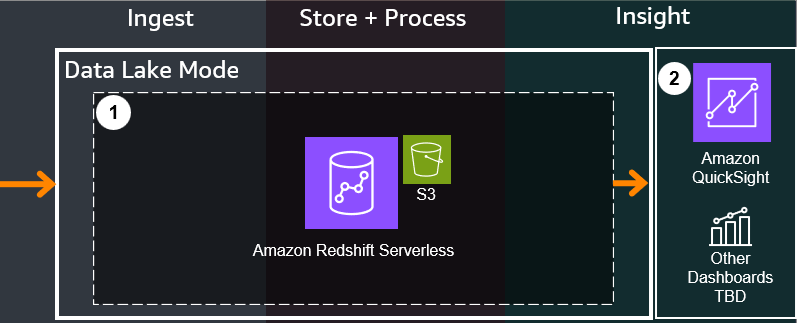 Ingest
Store + Process
Insight
Data Lake Mode
1
2
S3
Amazon Redshift Serverless
Amazon
QuickSight
Other
Dashboards
TBD